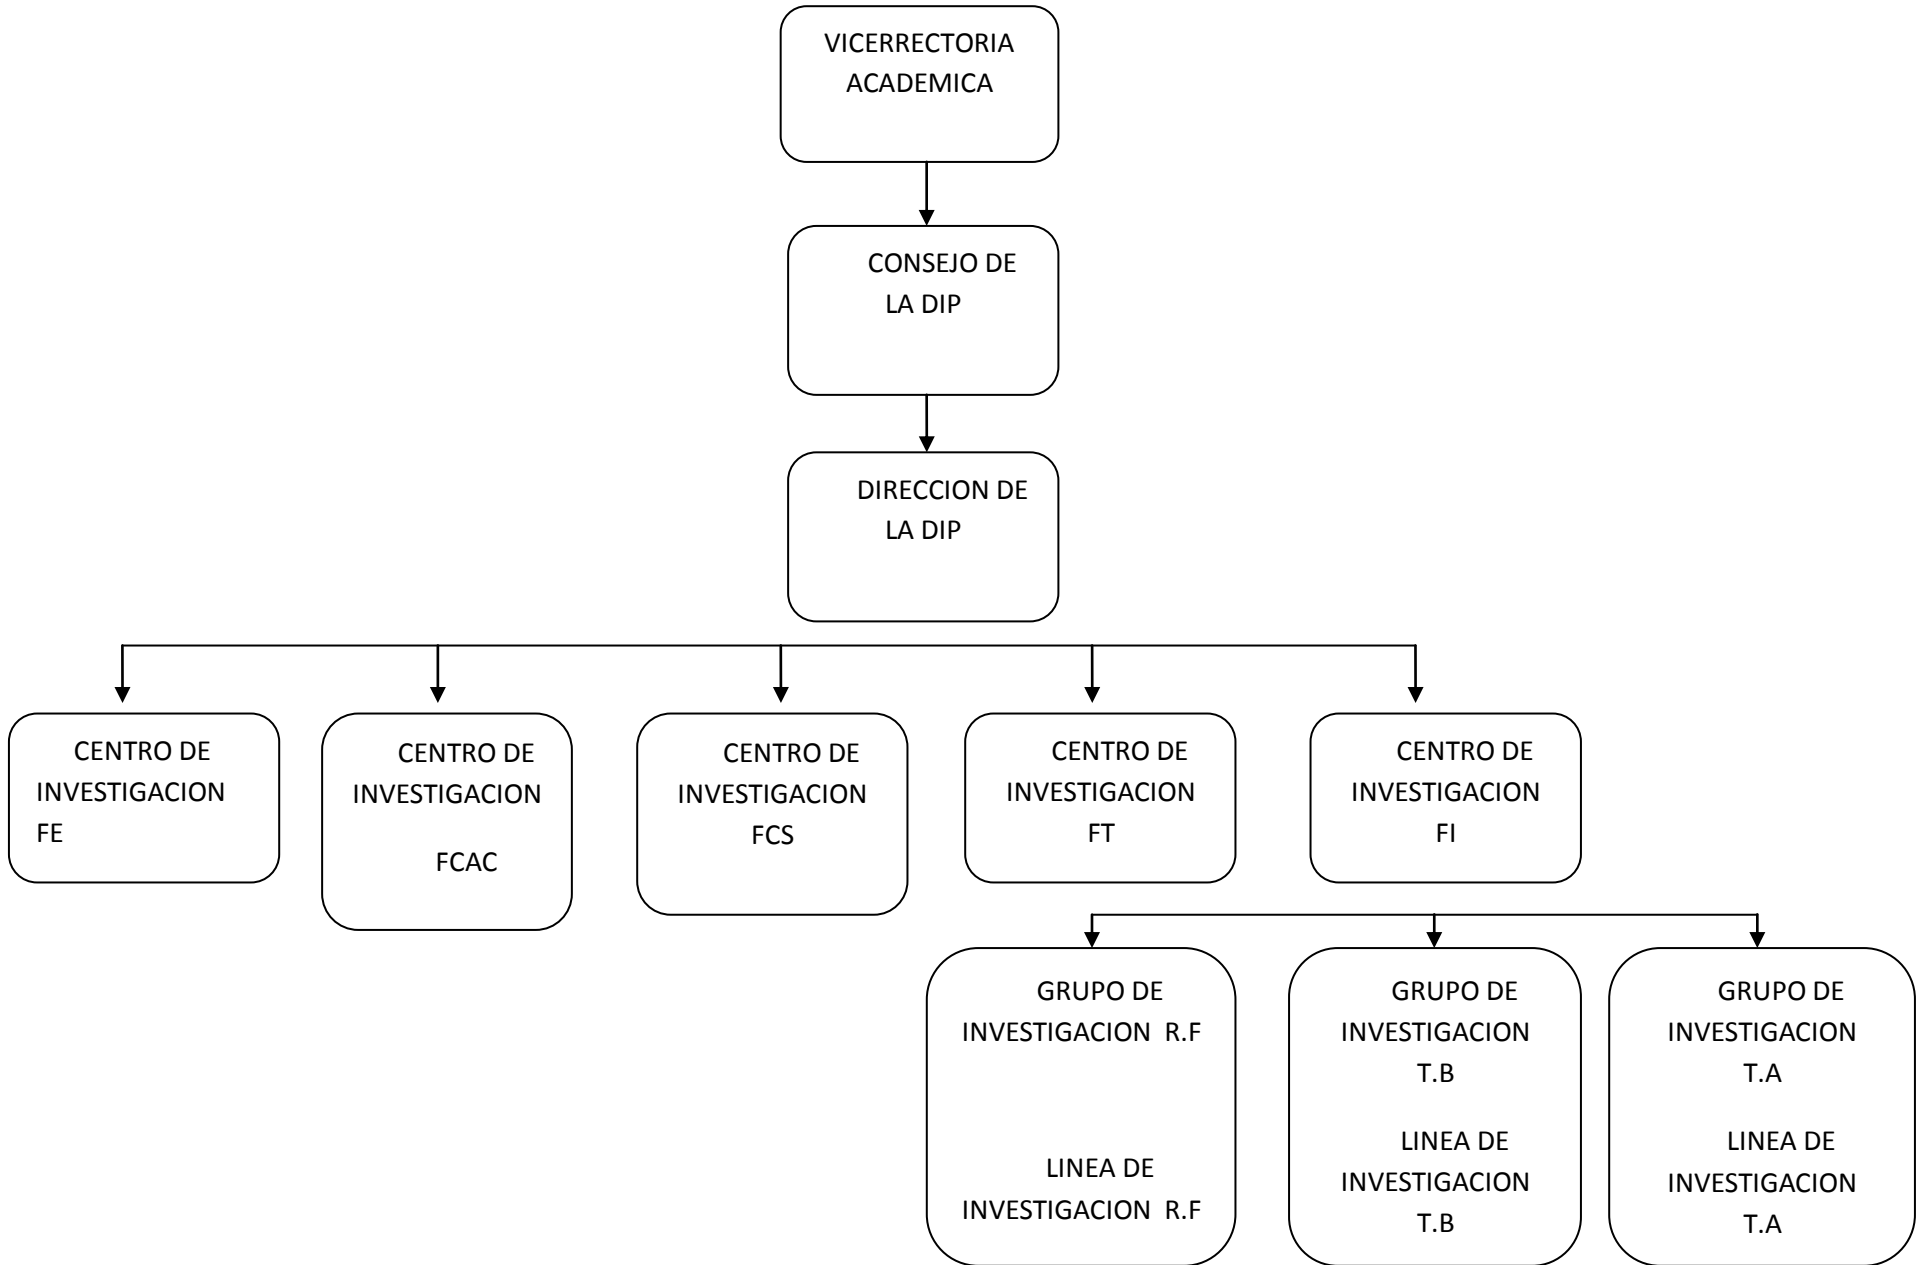 VICERRECTORIA
ACADEMICA
CONSEJO DE
LA DIP
DIRECCION DE
LA DIP
CENTRO DE
INVESTIGACION
FE
CENTRO DE
INVESTIGACION
FCAC
CENTRO DE
INVESTIGACION
FCS
CENTRO DE
INVESTIGACION
FT
CENTRO DE
INVESTIGACION
FI
GRUPO DE
INVESTIGACION R.F
LINEA DE
INVESTIGACION R.F
GRUPO DE
INVESTIGACION
T.B
LINEA DE
INVESTIGACION
T.B
GRUPO DE
INVESTIGACION
T.A
LINEA DE
INVESTIGACION
T.A